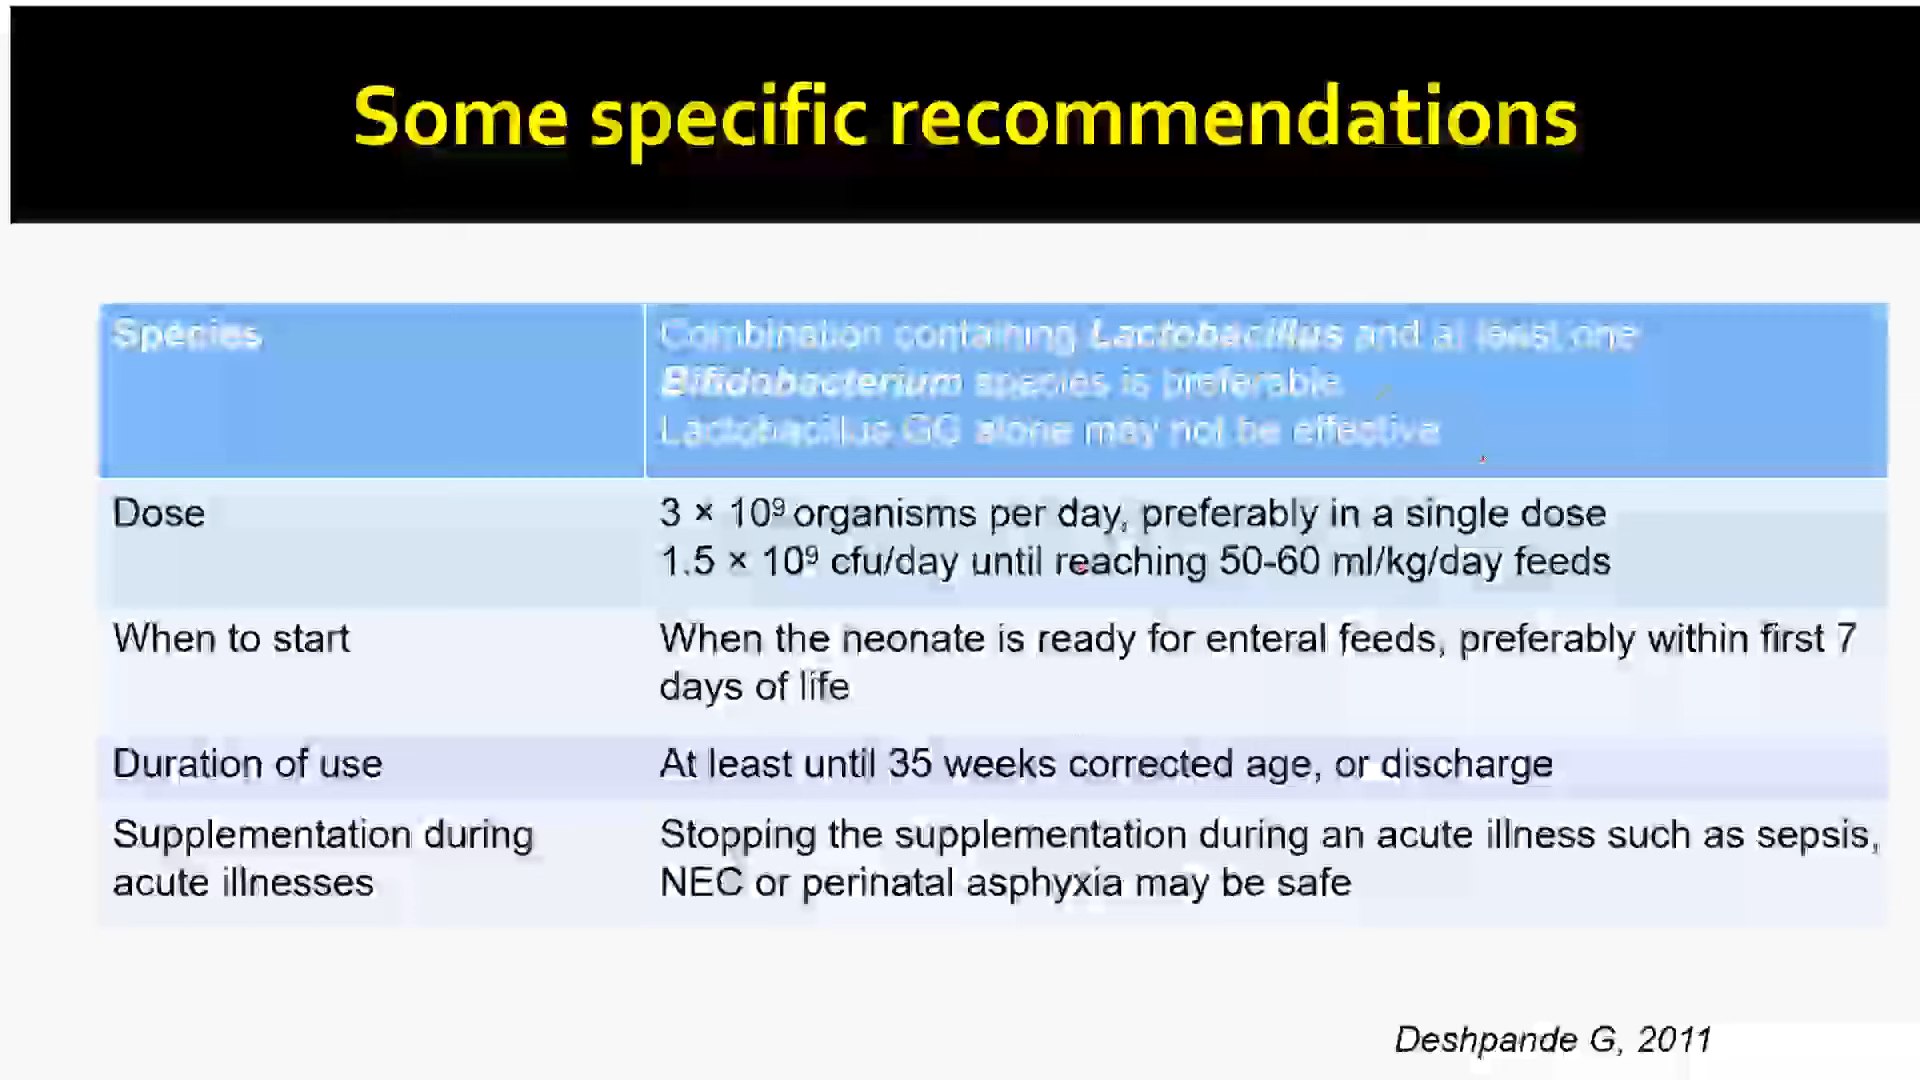 Some specific recommendations
Species
Combination containing Lactobacillus and at least one
Bifidobacterium species is preferable.
Lactobacillus GG alone may not be effective
Dose
3 × 10⁹ organisms per day, preferably in a single dose
1.5 × 10⁹ cfu/day until reaching 50-60 ml/kg/day feeds
When to start
When the neonate is ready for enteral feeds, preferably within first 7
days of life
Duration of use
At least until 35 weeks corrected age, or discharge
Supplementation during
acute illnesses
Stopping the supplementation during an acute illness such as sepsis,
NEC or perinatal asphyxia may be safe
Deshpande G, 2011